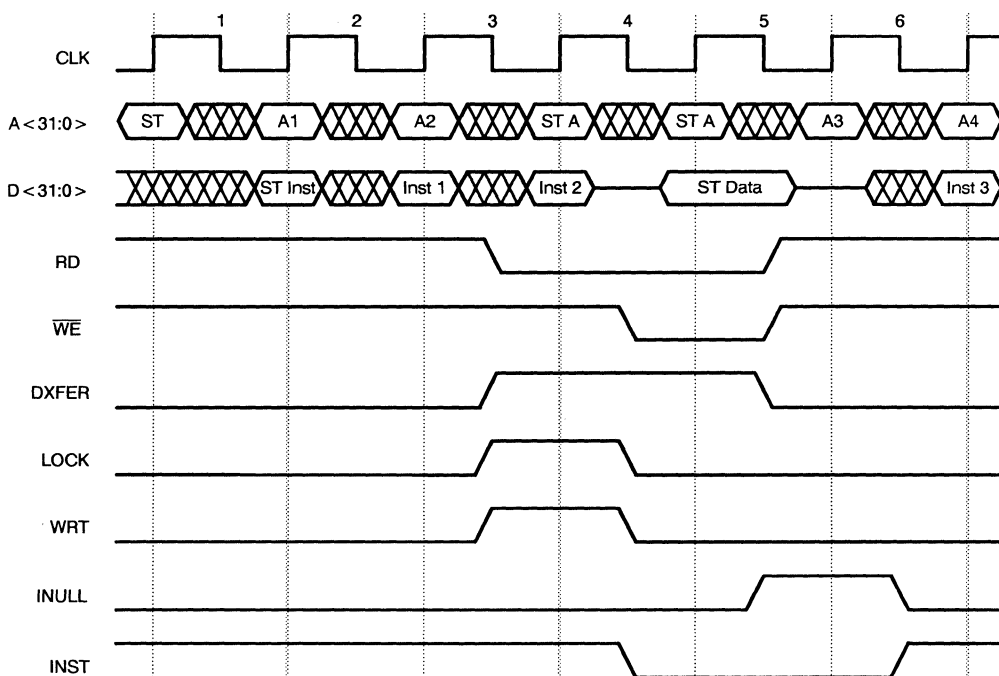 1 2 3 4 5 6
CLK
A<31:0> ST A1 A2 ST A ST A A3 A4
D<31:0> ST Inst Inst 1 Inst 2 ST Data Inst 3
RD
WE
DXFER
LOCK
WRT
INULL
INST